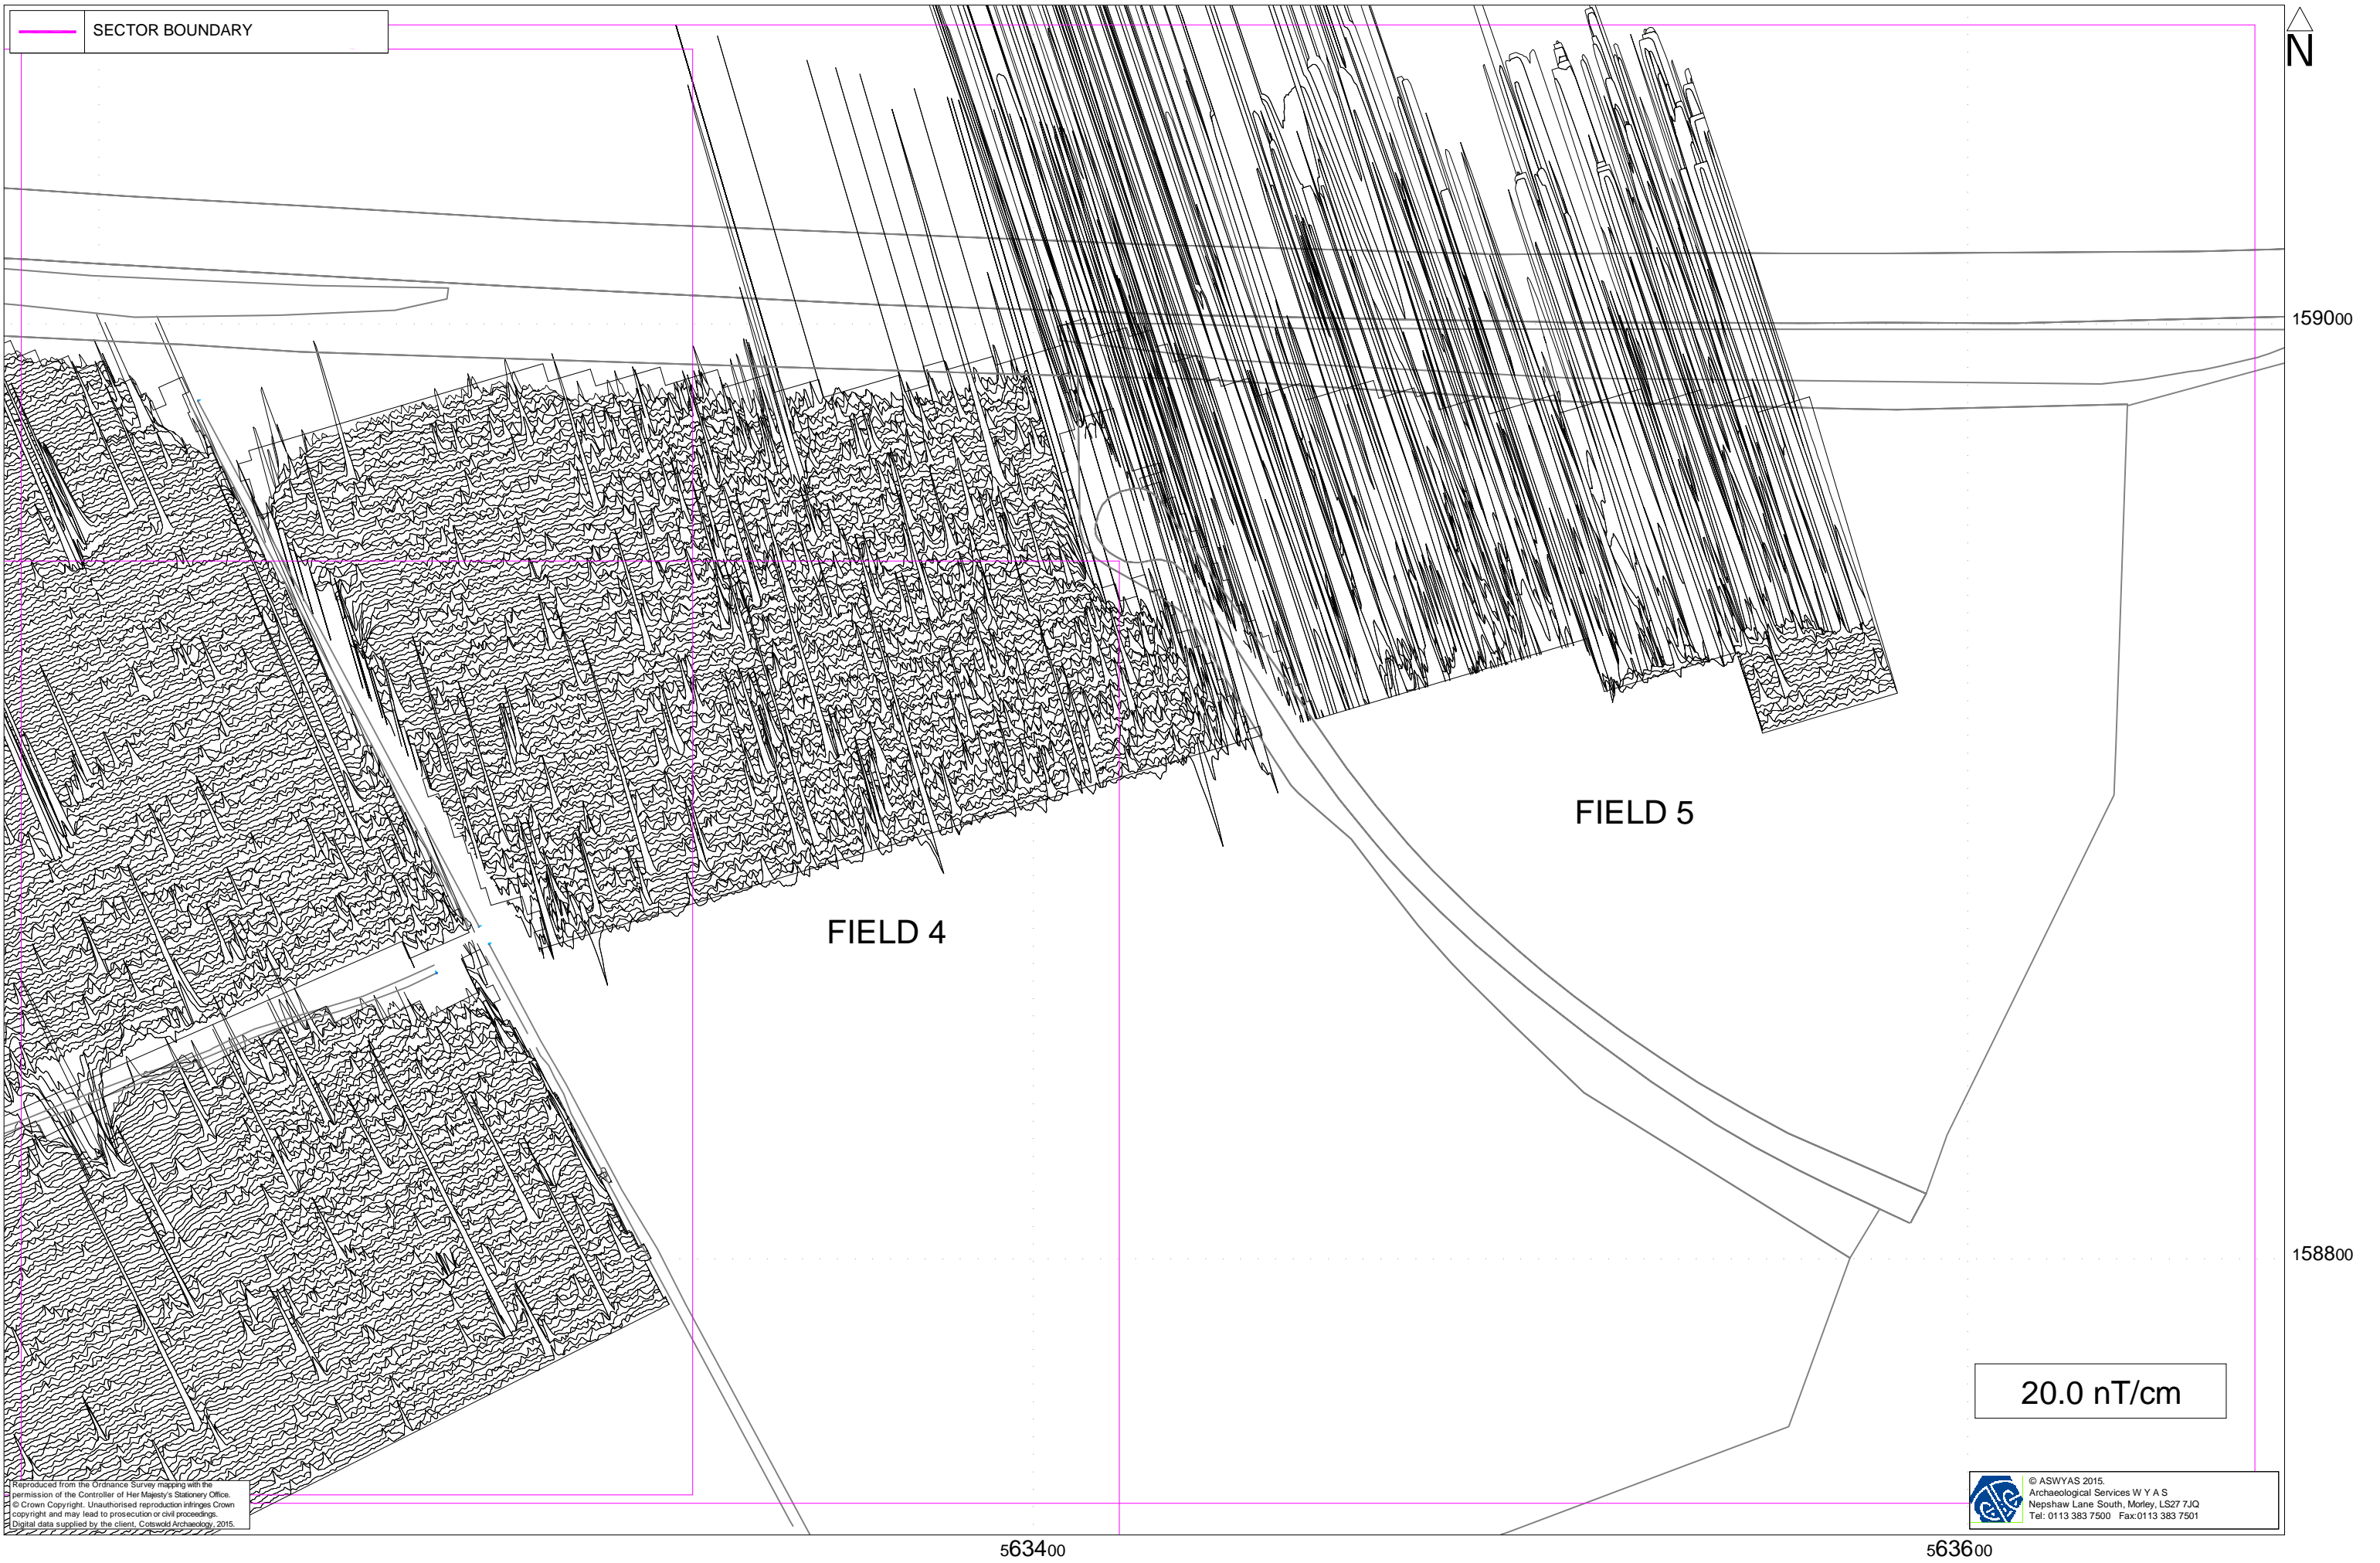 SECTOR BOUNDARY
N
159000
FIELD 5
FIELD 4
158800
20.0 nT/cm
Reproduced from the Ordnance Survey mapping with the
permission of the Controller of Her Majesty's Stationery Office.
© Crown Copyright. Unauthorised reproduction infringes Crown
copyright and may lead to prosecution or civil proceedings.
Digital data supplied by the client, Cotswold Archaeology, 2015.
© ASWYAS 2015.
Archaeological Services W Y A S
Nepshaw Lane South, Morley, LS27 7JQ
Tel: 0113 383 7500 Fax:0113 383 7501
563400
563600